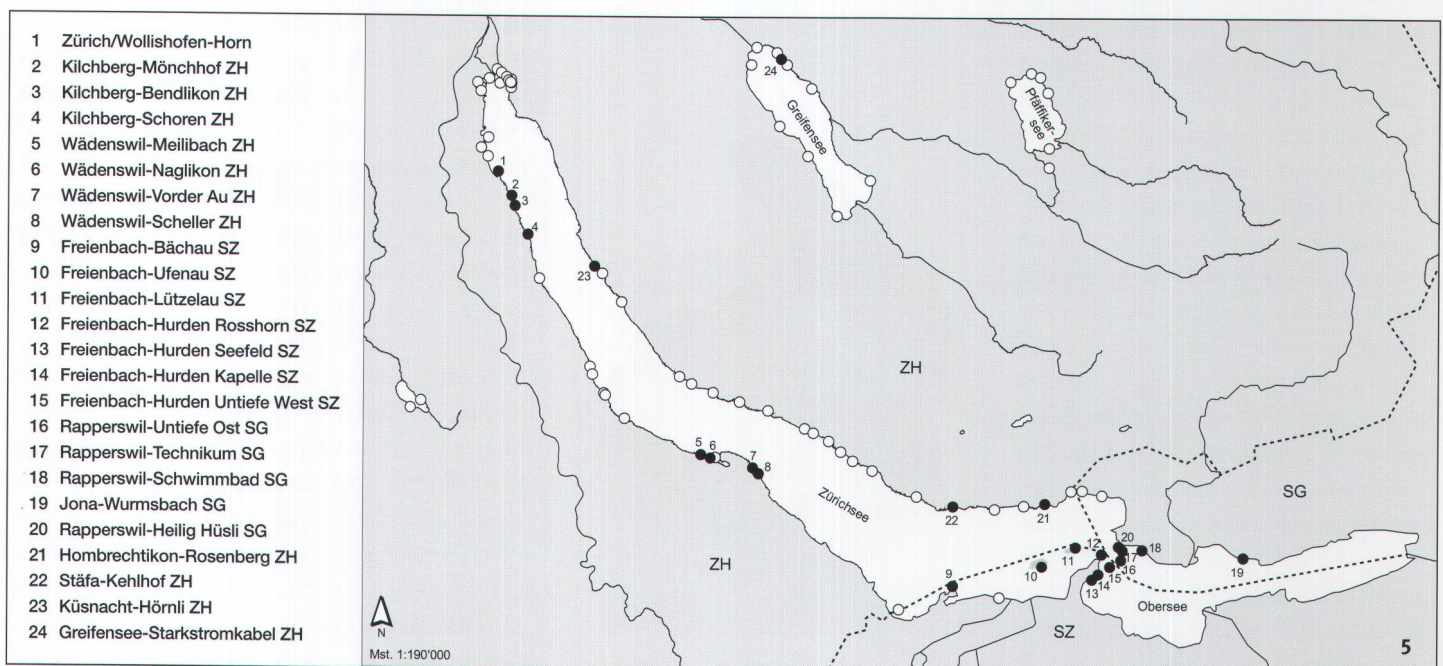 1 Zürich/Wollishofen-Horn
2 Kilchberg-Mönchhof ZH
3 Kilchberg-Bendlikon ZH
4 Kilchberg-Schoren ZH
5 Wädenswil-Meilibach ZH
6 Wädenswil-Naglikon ZH
7 Wädenswil-Vorder Au ZH
8 Wädenswil-Scheller ZH
9 Freienbach-Bächau SZ
10 Freienbach-Ufenau SZ
11 Freienbach-Lützelau SZ
12 Freienbach-Hurden Rosshorn SZ
13 Freienbach-Hurden Seefeld SZ
14 Freienbach-Hurden Kapelle SZ
15 Freienbach-Hurden Untiefe West SZ
16 Rapperswil-Untiefe Ost SG
17 Rapperswil-Technikum SG
18 Rapperswil-Schwimmbad SG
19 Jona-Wurmsbach SG
20 Rapperswil-Heilig Hüsli SG
21 Hombrechtikon-Rosenberg ZH
22 Stäfa-Kehlhof ZH
23 Küsnacht-Hörnli ZH
24 Greifensee-Starkstromkabel ZH
24
Greifensee
Pfäffiker-
see
1
2
3
4
23
ZH
5
6
7
8
Zürichsee
22
21
SG
ZH
9
10
11
12
20
18
17
16
15
14
13
19
Obersee
SZ
N
Mst. 1:190'000
5